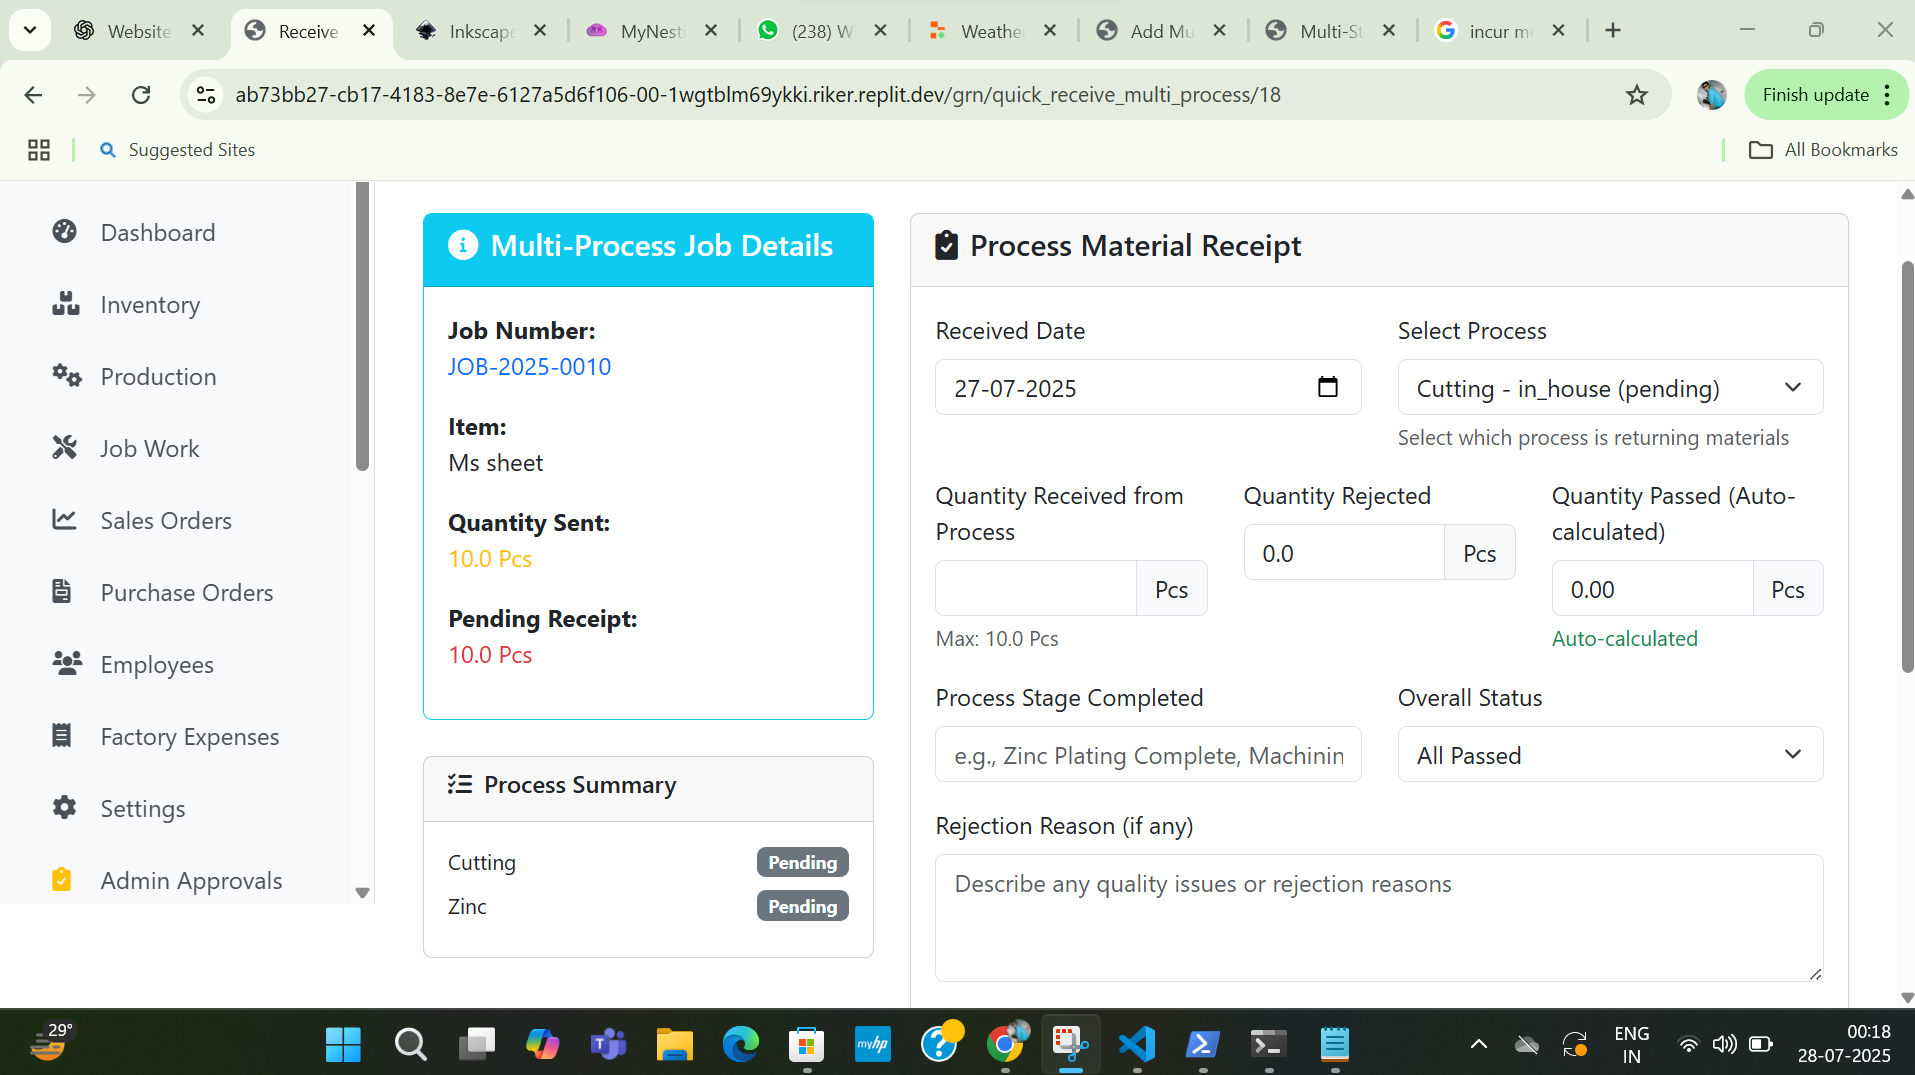 Website
Receive
Inkscape
MyNesti
(238) W
Weather
Add Mu
Multi-St
incur me
ab73bb27-cb17-4183-8e7e-6127a5d6f106-00-1wgtblm69ykki.riker.replit.dev/grn/quick_receive_multi_process/18
Finish update
Suggested Sites
All Bookmarks
Dashboard
Inventory
Production
Job Work
Sales Orders
Purchase Orders
Employees
Factory Expenses
Settings
Admin Approvals
Multi-Process Job Details
Job Number:
JOB-2025-0010
Item:
Ms sheet
Quantity Sent:
10.0 Pcs
Pending Receipt:
10.0 Pcs
Process Summary
Cutting Pending
Zinc Pending
Process Material Receipt
Received Date
27-07-2025
Select Process
Cutting - in_house (pending)
Select which process is returning materials
Quantity Received from
Process
Pcs
Max: 10.0 Pcs
Quantity Rejected
0.0 Pcs
Quantity Passed (Auto-
calculated)
0.00 Pcs
Auto-calculated
Process Stage Completed
e.g., Zinc Plating Complete, Machinin
Overall Status
All Passed
Rejection Reason (if any)
Describe any quality issues or rejection reasons
29°
myhp
ENG
IN
00:18
28-07-2025